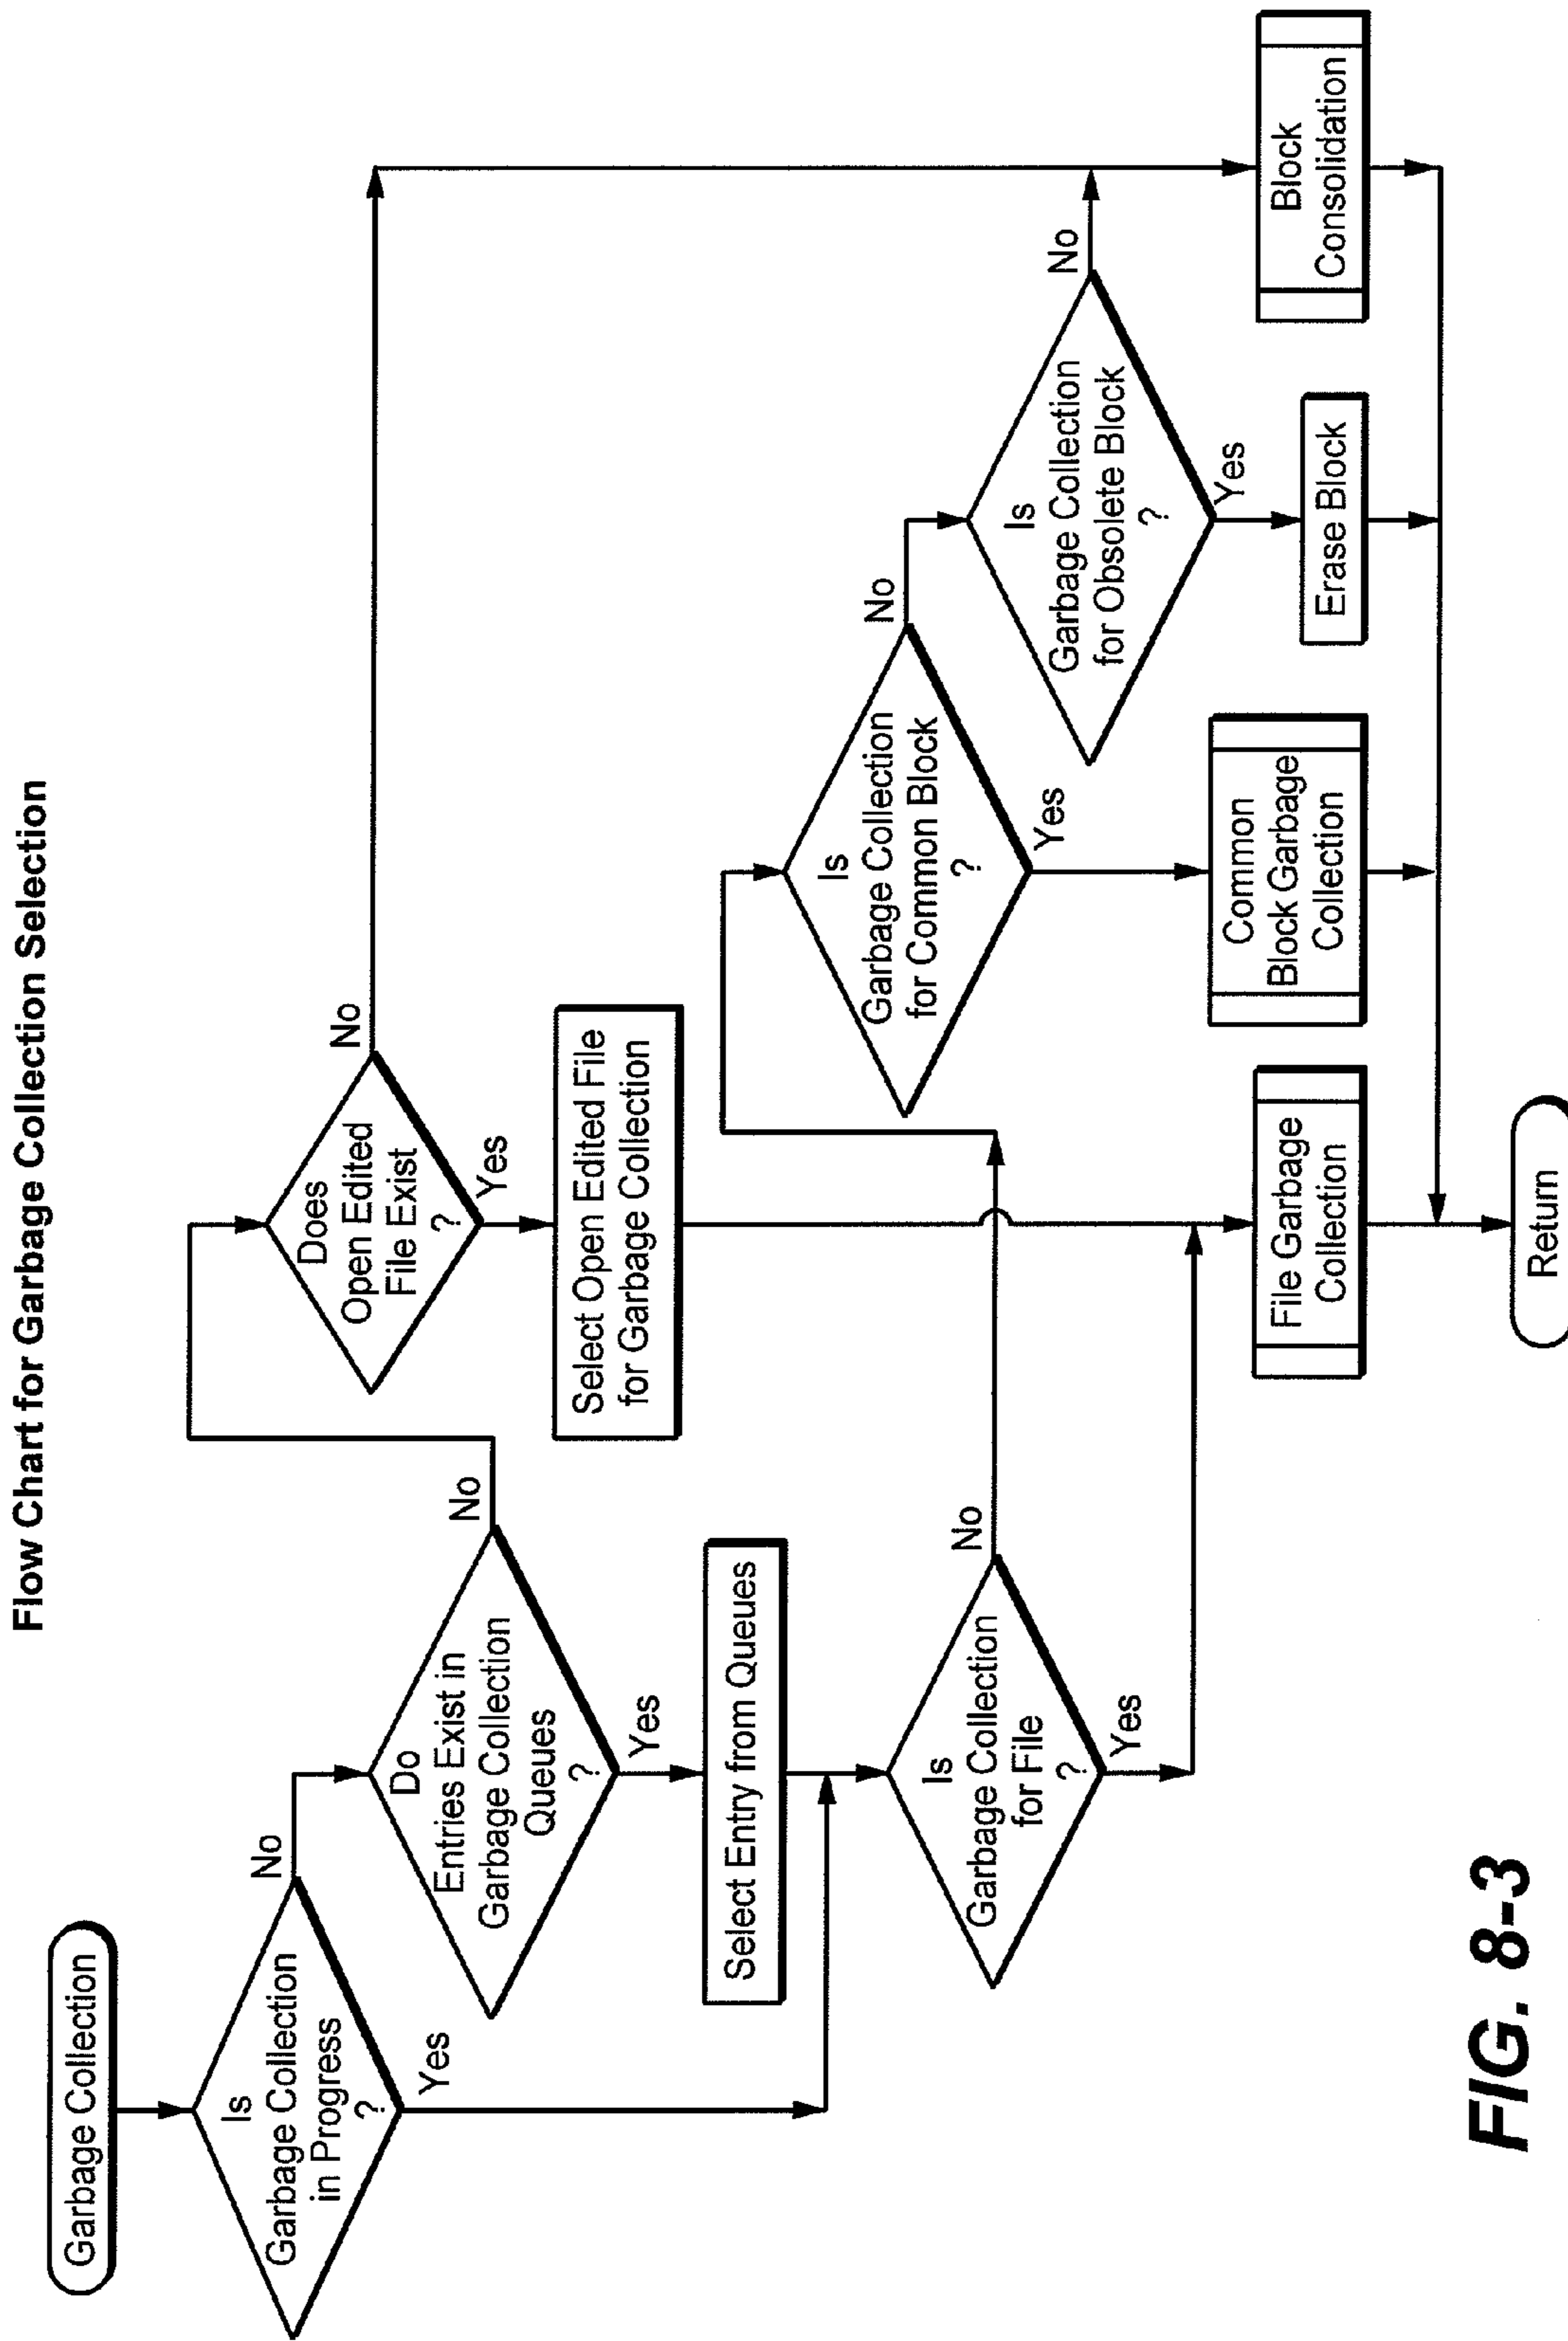 Flow Chart for Garbage Collection Selection
Garbage Collection
Is
Garbage Collection
in Progress
?
No
Yes
Do
Entries Exist in
Garbage Collection
Queues
?
No
Yes
Does
Open Edited
File Exist
?
No
Yes
Select Open Edited File
for Garbage Collection
Select Entry from Queues
Is
Garbage Collection
for File
?
No
Yes
Is
Garbage Collection
for Common Block
?
No
Yes
Is
Garbage Collection
for Obsolete Block
?
No
Yes
File Garbage
Collection
Common
Block Garbage
Collection
Erase Block
Block
Consolidation
Return
FIG. 8-3